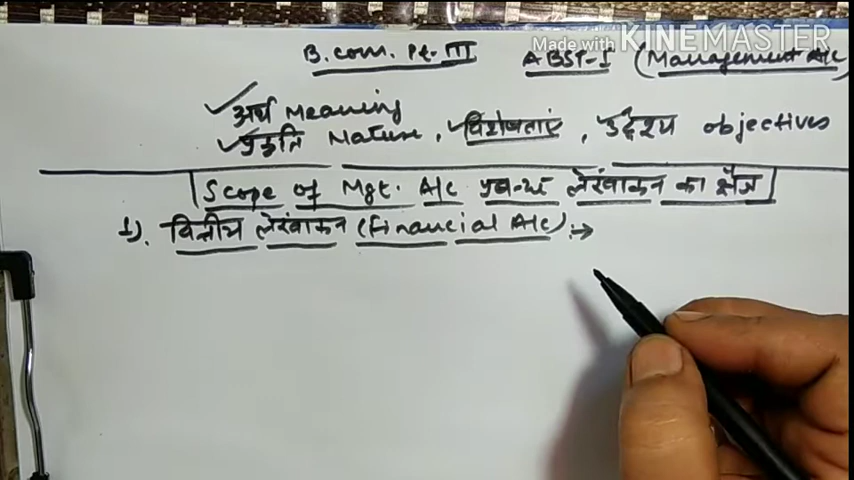 B.com. Pt. III ABST-I (Management A/c)
Made with KINEMASTER
अर्थ Meaning
प्रकृति Nature, विशेषताएं, उद्देश्य objectives
Scope of Mgt. A/c प्रबन्ध लेखांकन का क्षेत्र
1). वित्तीय लेखांकन (Financial A/c) :→